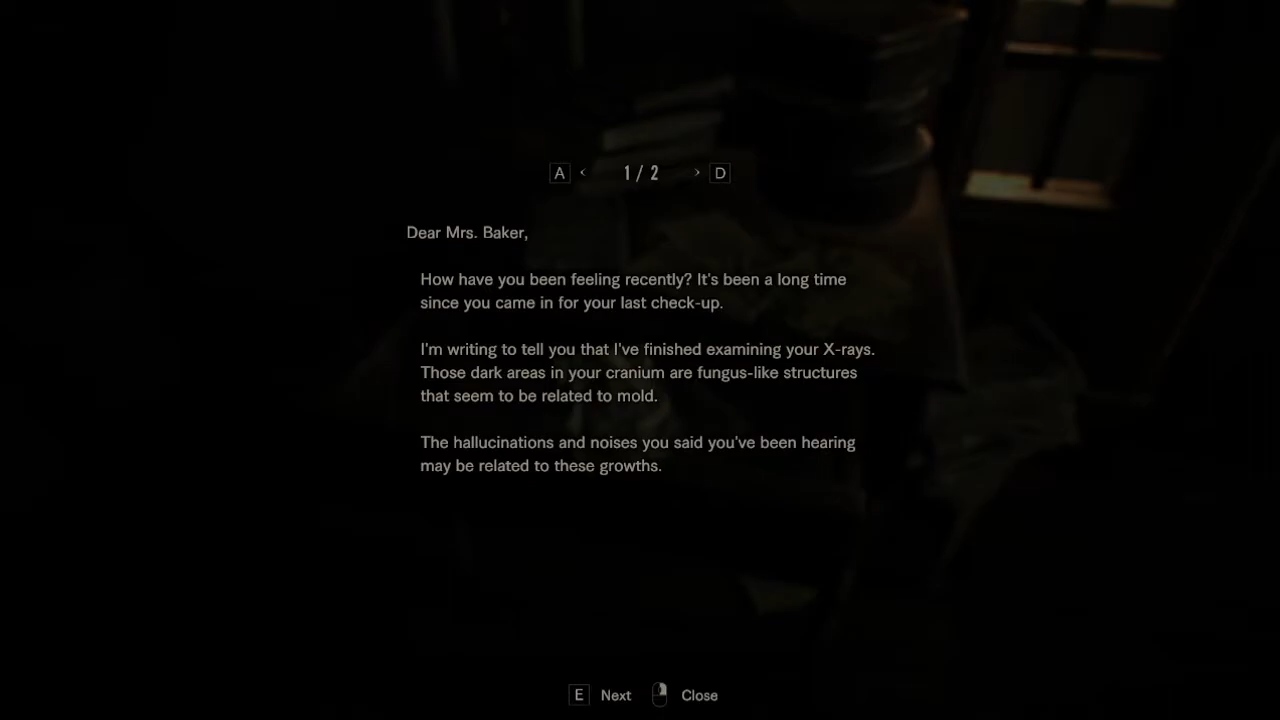 A < 1 / 2 > D
Dear Mrs. Baker,
How have you been feeling recently? It's been a long time
since you came in for your last check-up.
I'm writing to tell you that I've finished examining your X-rays.
Those dark areas in your cranium are fungus-like structures
that seem to be related to mold.
The hallucinations and noises you said you've been hearing
may be related to these growths.
E Next Close